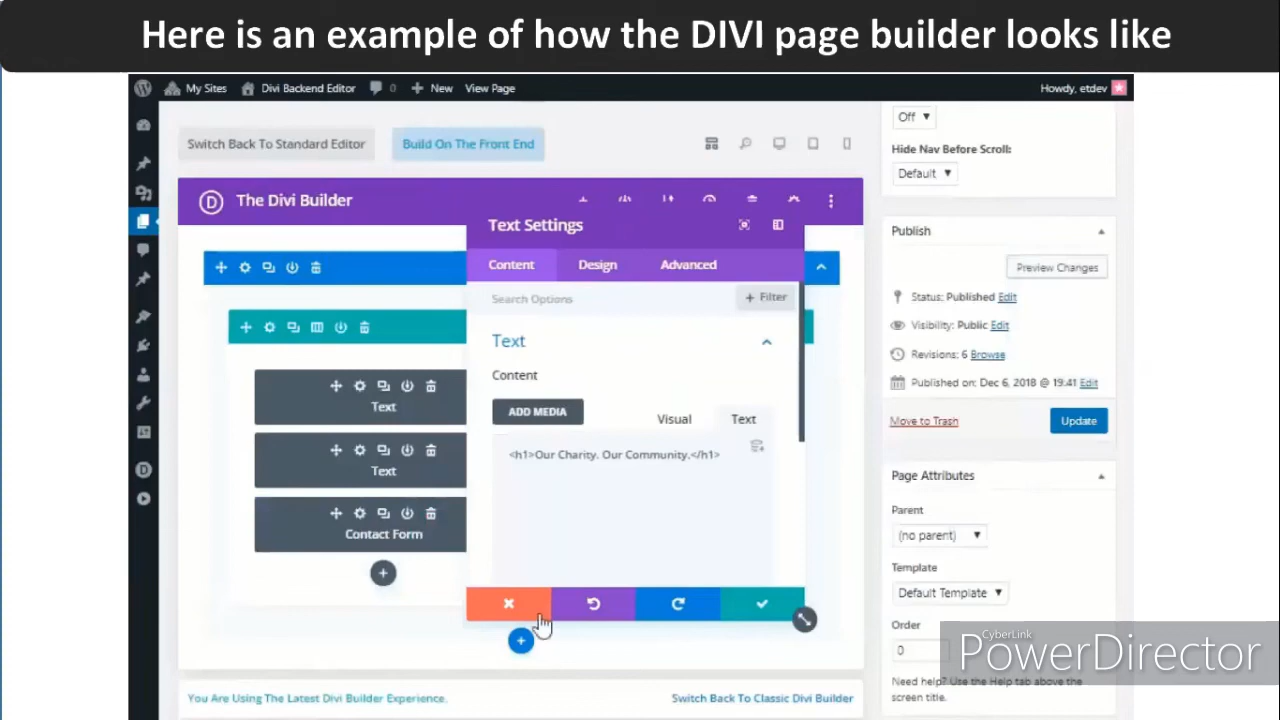 Here is an example of how the DIVI page builder looks like
My Sites Divi Backend Editor 0 New View Page Howdy, etdev
Switch Back To Standard Editor Build On The Front End
Off
Hide Nav Before Scroll:
Default
D The Divi Builder
Text Settings
Content Design Advanced
Search Options + Filter
Text
Content
ADD MEDIA Visual Text
<h1>Our Charity. Our Community.</h1>
Text
Text
Contact Form
Publish
Preview Changes
Status: Published Edit
Visibility: Public Edit
Revisions: 6 Browse
Published on: Dec 6, 2018 @ 19:41 Edit
Move to Trash Update
Page Attributes
Parent
(no parent)
Template
Default Template
Order
0
Need help? Use the Help tab above the
screen title.
CyberLink
PowerDirector
You Are Using The Latest Divi Builder Experience. Switch Back To Classic Divi Builder